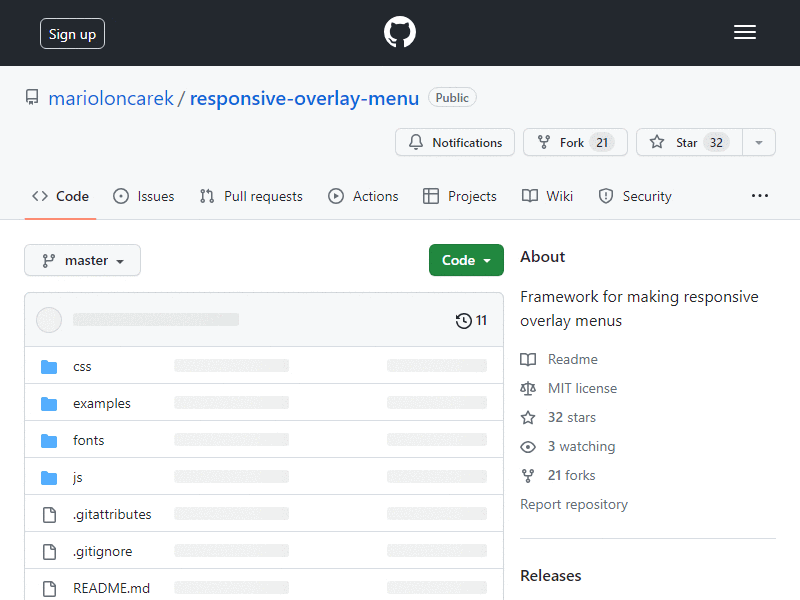 Sign up
marioloncarek / responsive-overlay-menu Public
Notifications Fork 21 Star 32
Code Issues Pull requests Actions Projects Wiki Security
master Code
11
css
examples
fonts
js
.gitattributes
.gitignore
README.md
About
Framework for making responsive
overlay menus
Readme
MIT license
32 stars
3 watching
21 forks
Report repository
Releases